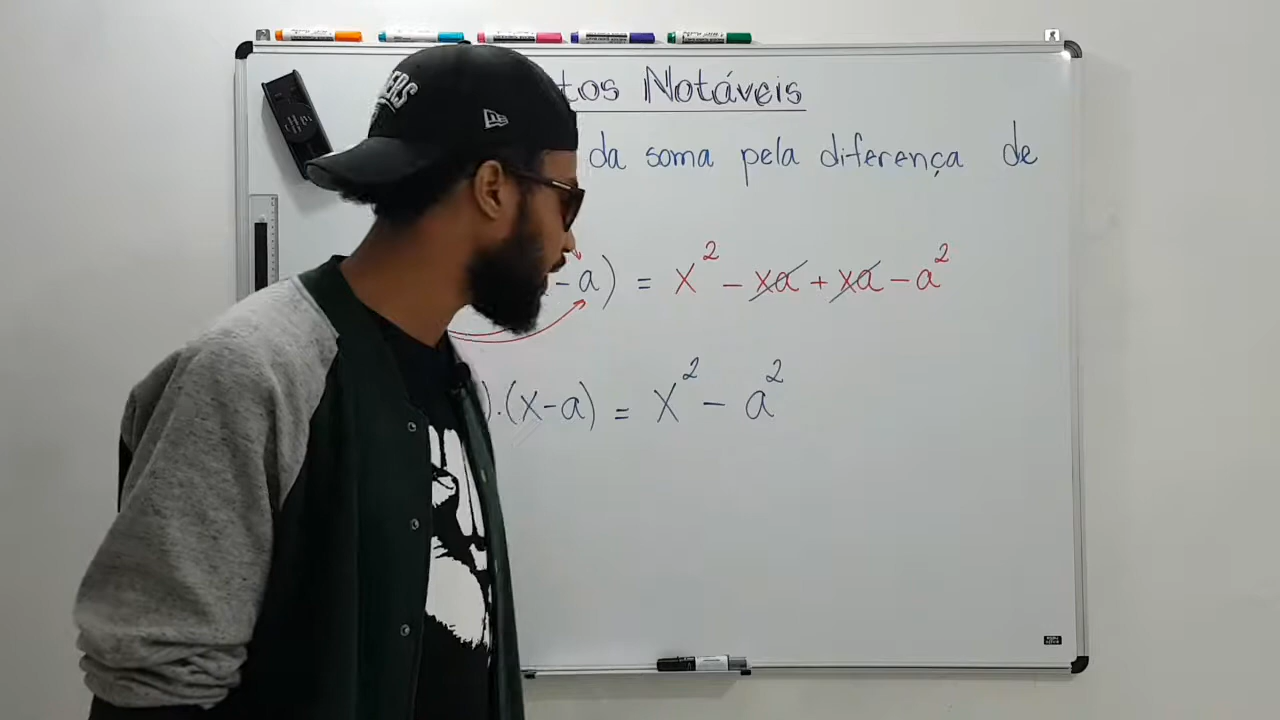 tos Notáveis
da soma pela diferença de
- a) = x² - xa + xa - a²
).(x-a) = x² - a²